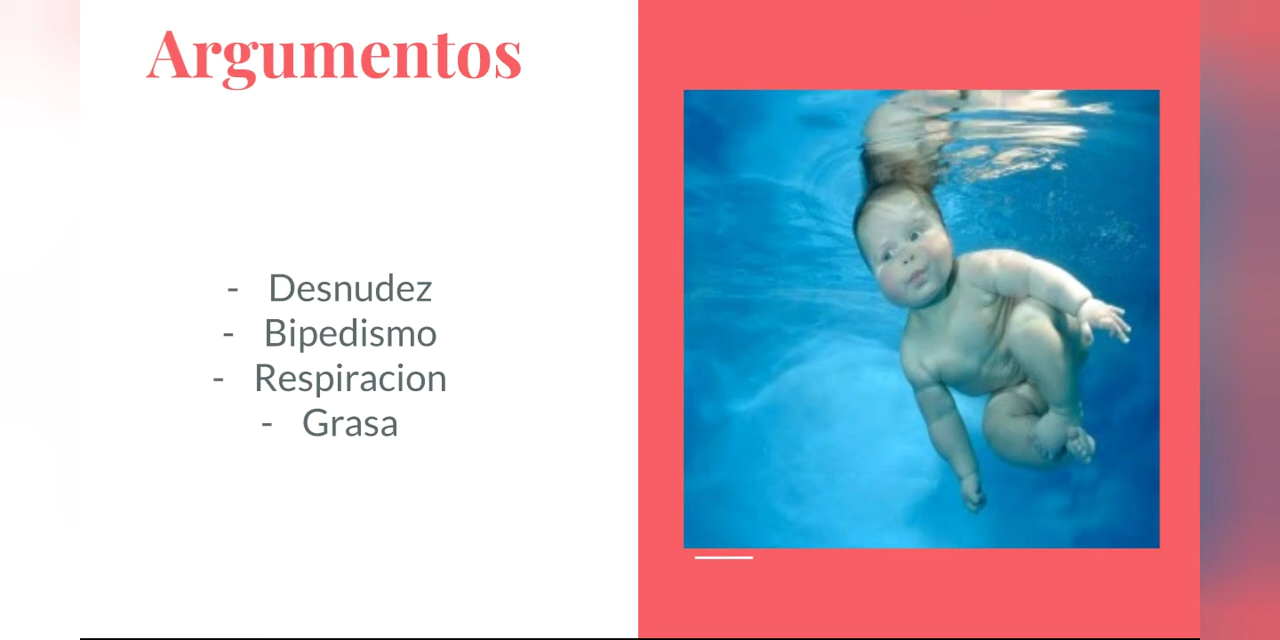 Argumentos
- Desnudez
- Bipedismo
- Respiracion
- Grasa